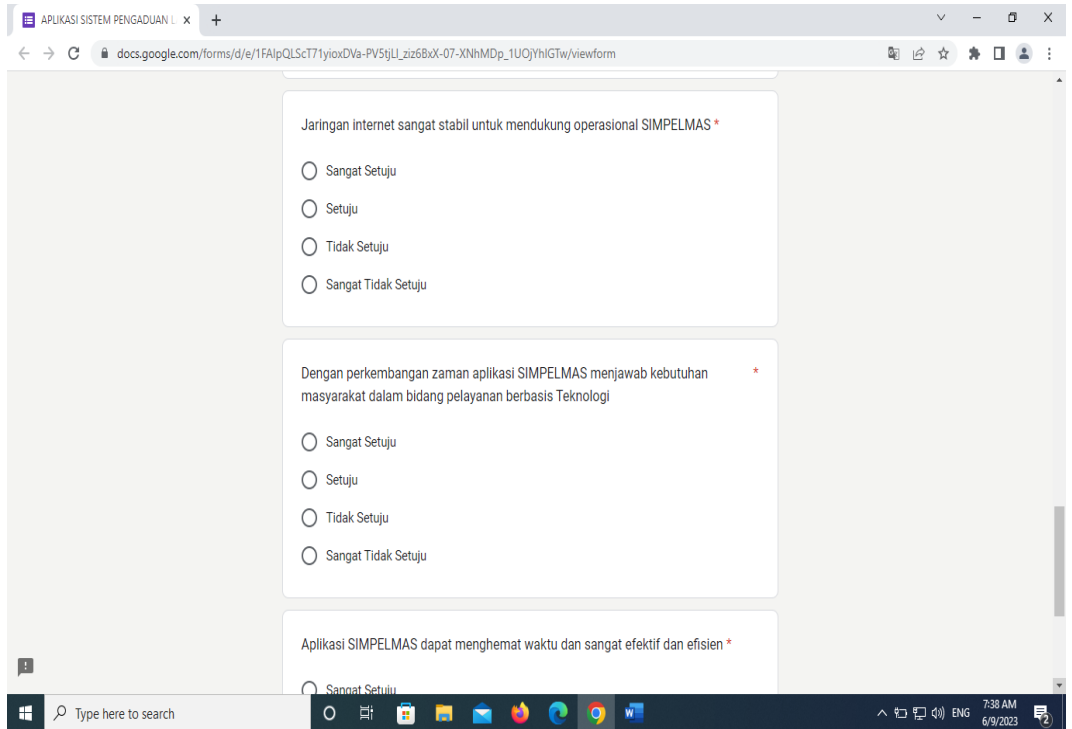 APLIKASI SISTEM PENGADUAN L
docs.google.com/forms/d/e/1FAIpQLScT71yioxDVa-PV5tjLI_ziz6BxX-07-XNhMDp_1UOjYhIGTw/viewform
Jaringan internet sangat stabil untuk mendukung operasional SIMPELMAS *
Sangat Setuju
Setuju
Tidak Setuju
Sangat Tidak Setuju
Dengan perkembangan zaman aplikasi SIMPELMAS menjawab kebutuhan *
masyarakat dalam bidang pelayanan berbasis Teknologi
Sangat Setuju
Setuju
Tidak Setuju
Sangat Tidak Setuju
Aplikasi SIMPELMAS dapat menghemat waktu dan sangat efektif dan efisien *
Sangat Setuju
Type here to search
ENG
7:38 AM
6/9/2023
2